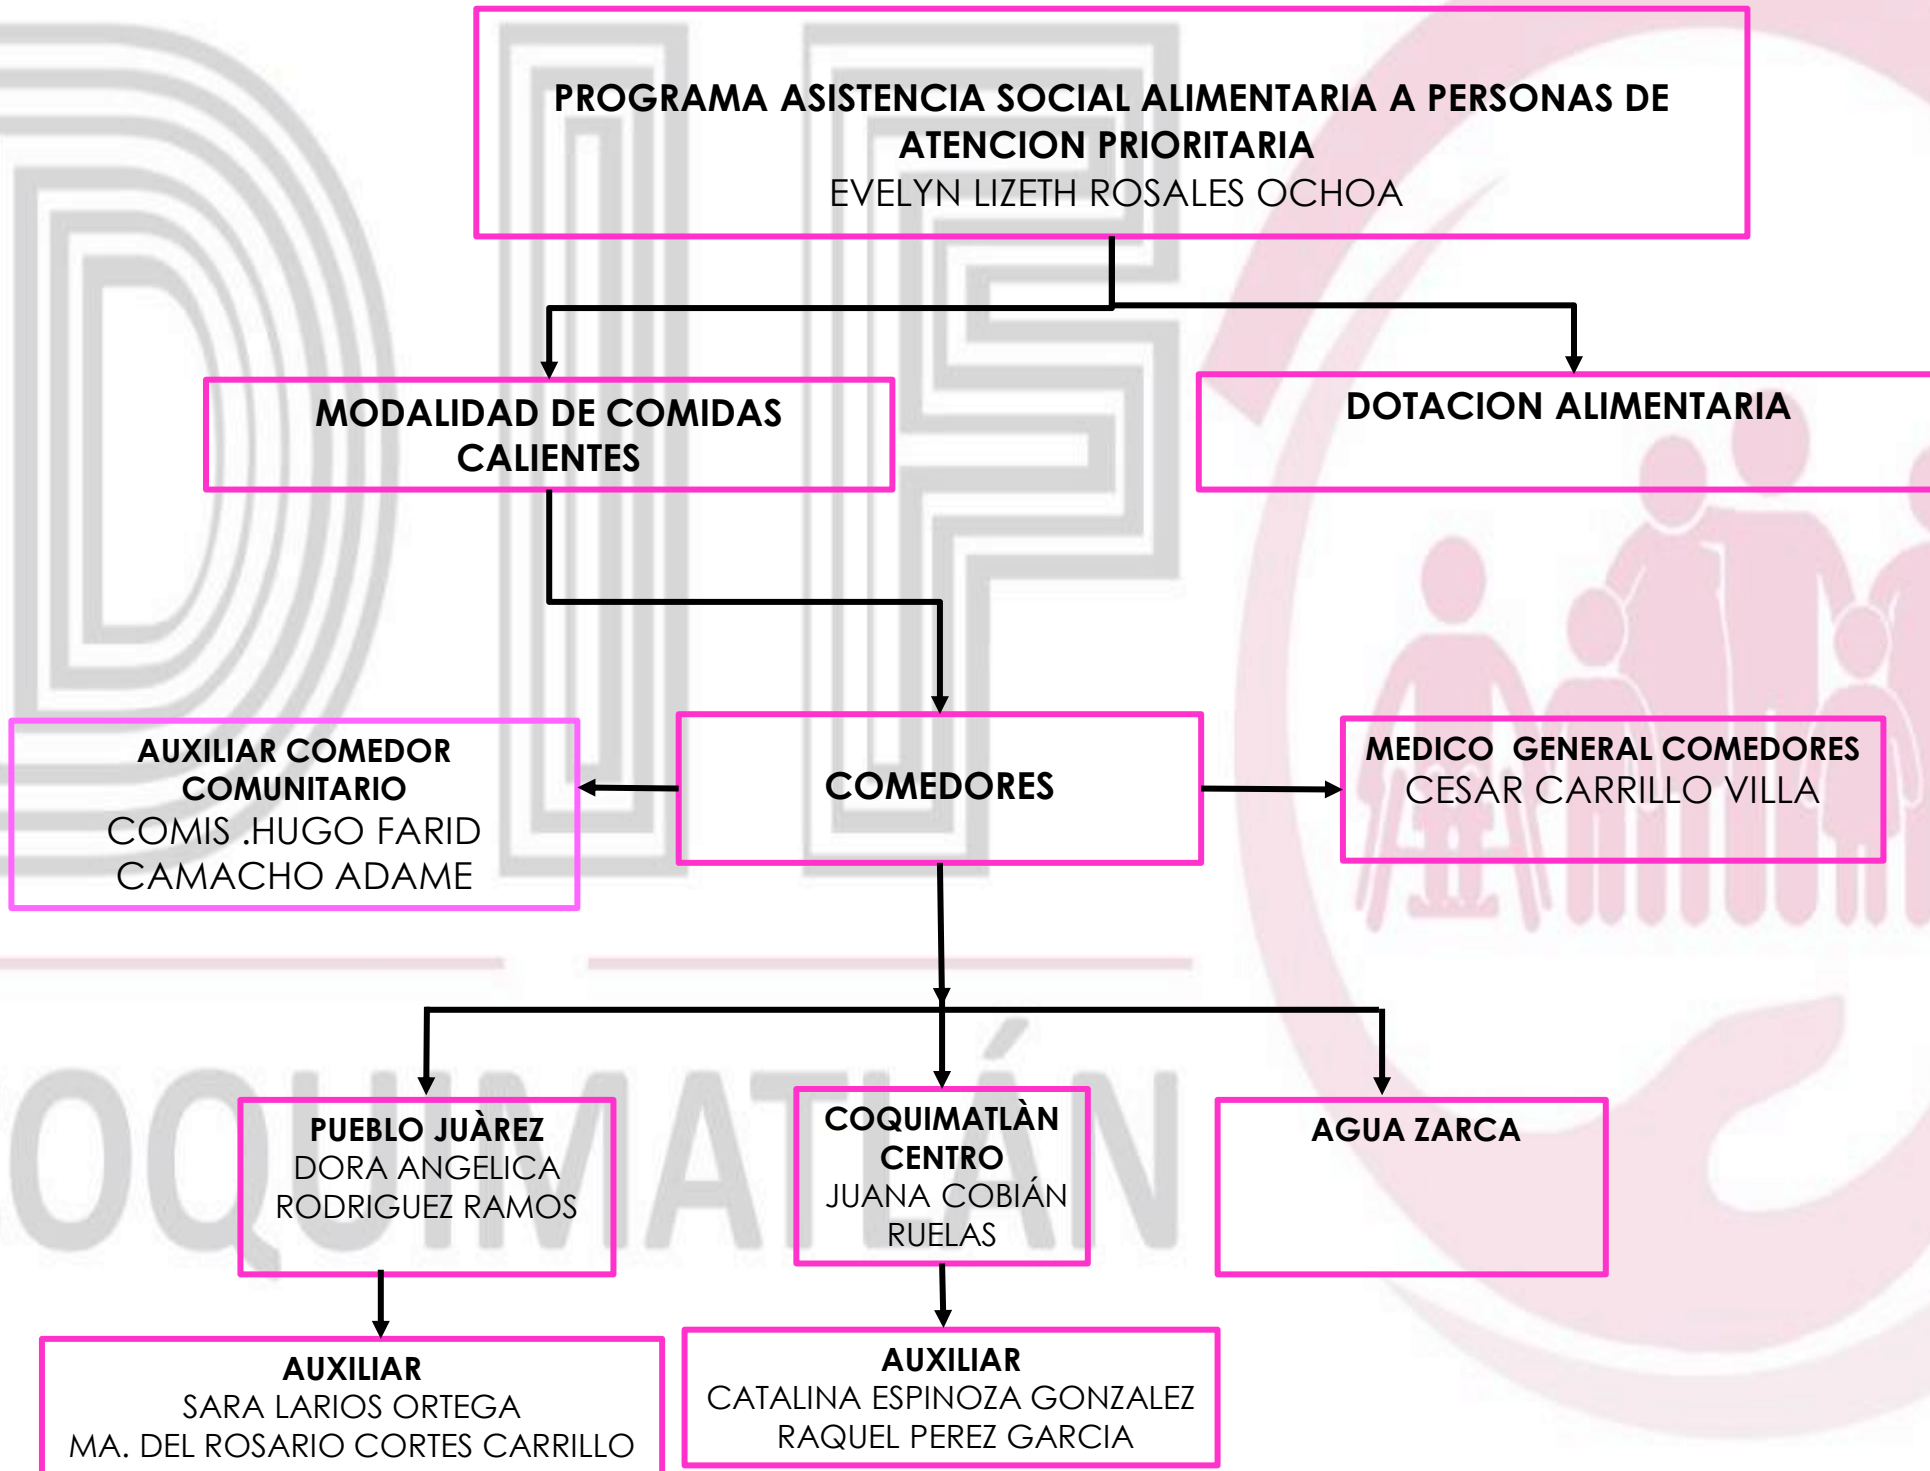 PROGRAMA ASISTENCIA SOCIAL ALIMENTARIA A PERSONAS DE
ATENCION PRIORITARIA
EVELYN LIZETH ROSALES OCHOA
MODALIDAD DE COMIDAS
CALIENTES
DOTACION ALIMENTARIA
AUXILIAR COMEDOR
COMUNITARIO
COMIS .HUGO FARID
CAMACHO ADAME
COMEDORES
MEDICO  GENERAL COMEDORES
CESAR CARRILLO VILLA
PUEBLO JUÀREZ
DORA ANGELICA
RODRIGUEZ RAMOS
COQUIMATLÀN
CENTRO
JUANA COBIÁN
RUELAS
AGUA ZARCA
AUXILIAR
SARA LARIOS ORTEGA
MA. DEL ROSARIO CORTES CARRILLO
AUXILIAR
CATALINA ESPINOZA GONZALEZ
RAQUEL PEREZ GARCIA
DIF
OQUIMATLÁN